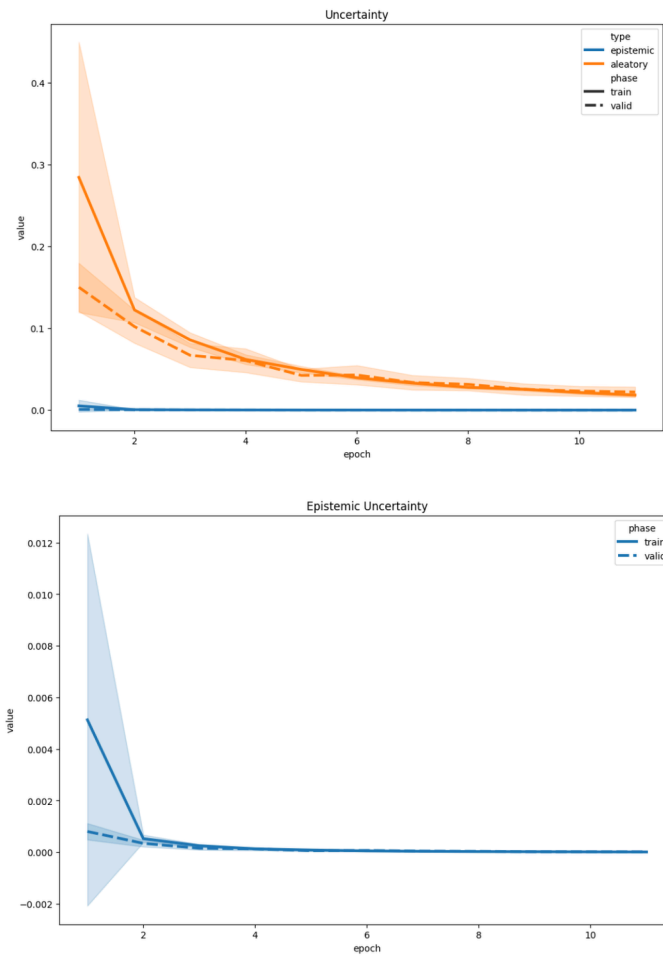 Uncertainty
type
epistemic
aleatory
phase
train
valid
value
0.4
0.3
0.2
0.1
0.0
2 4 6 8 10
epoch
Epistemic Uncertainty
phase
train
valid
value
0.012
0.010
0.008
0.006
0.004
0.002
0.000
−0.002
2 4 6 8 10
epoch